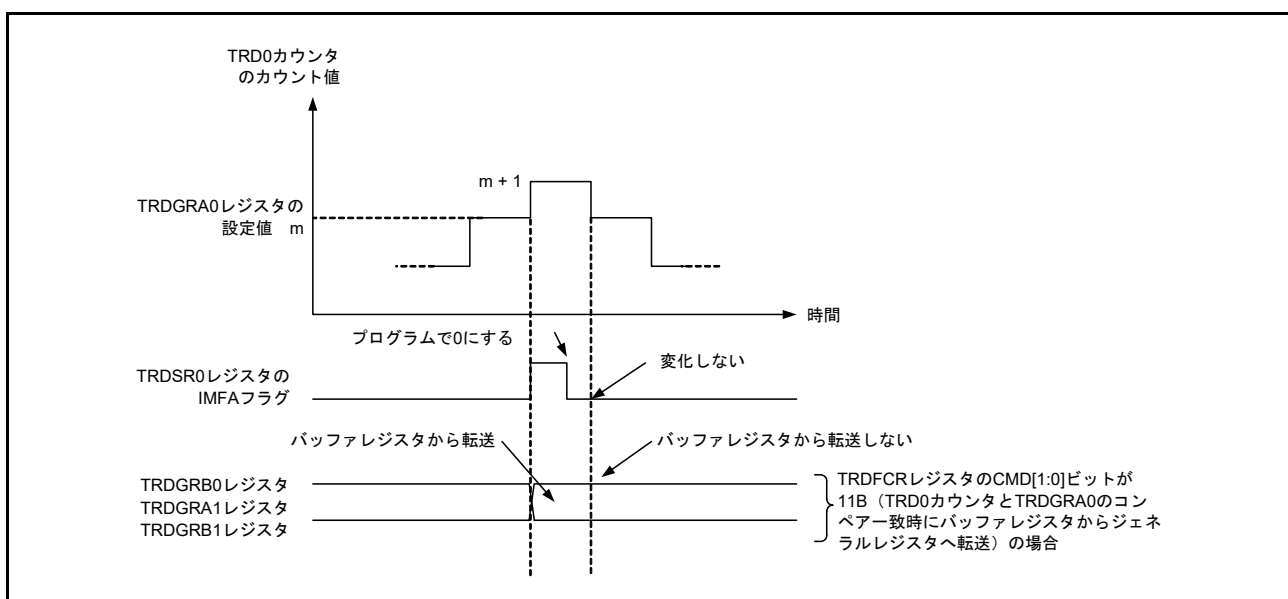 TRD0カウンタ
のカウント値
m + 1
TRDGRA0レジスタの
設定値 m
時間
プログラムで0にする
変化しない
TRDSR0レジスタの
IMFAフラグ
バッファレジスタから転送
バッファレジスタから転送しない
TRDGRB0レジスタ
TRDGRA1レジスタ
TRDGRB1レジスタ
TRDFCRレジスタのCMD[1:0]ビットが
11B（TRD0カウンタとTRDGRA0のコン
ペアー致時にバッファレジスタからジェネ
ラルレジスタへ転送）の場合